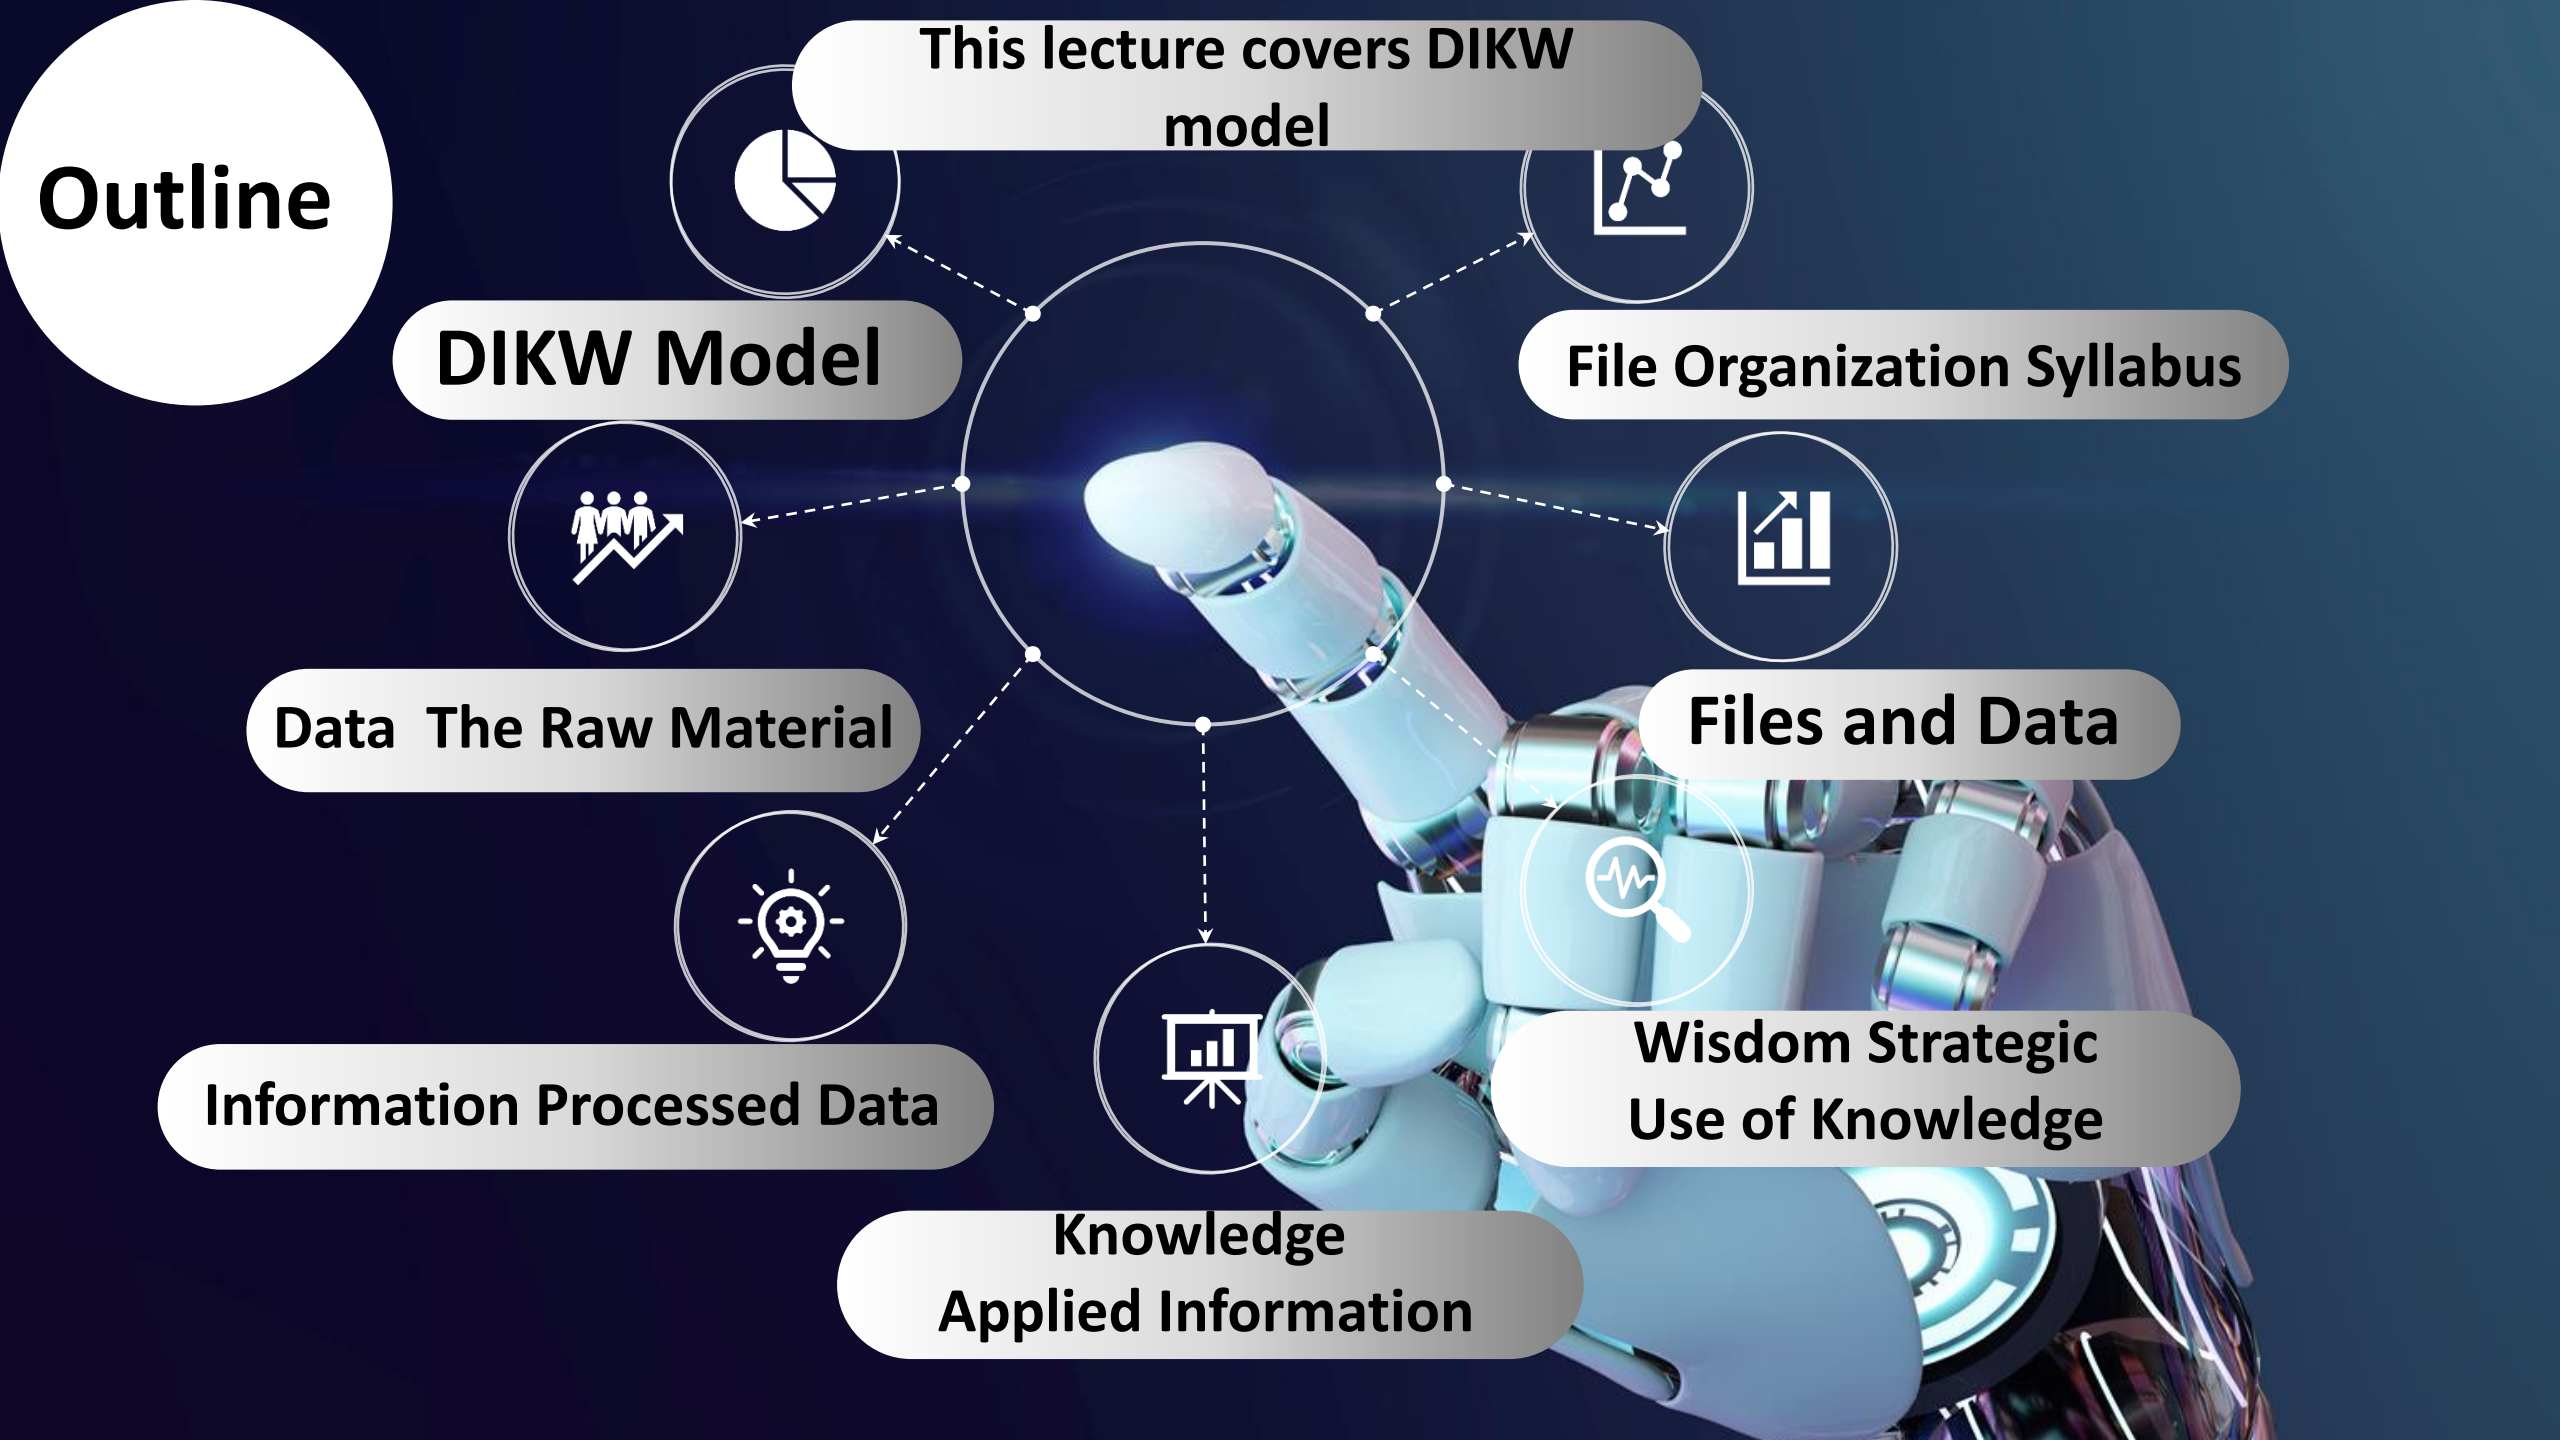 This lecture covers DIKW
model
Outline
DIKW Model
File Organization Syllabus
Data  The Raw Material
Files and Data
Information Processed Data
Wisdom Strategic
Use of Knowledge
Knowledge
Applied Information